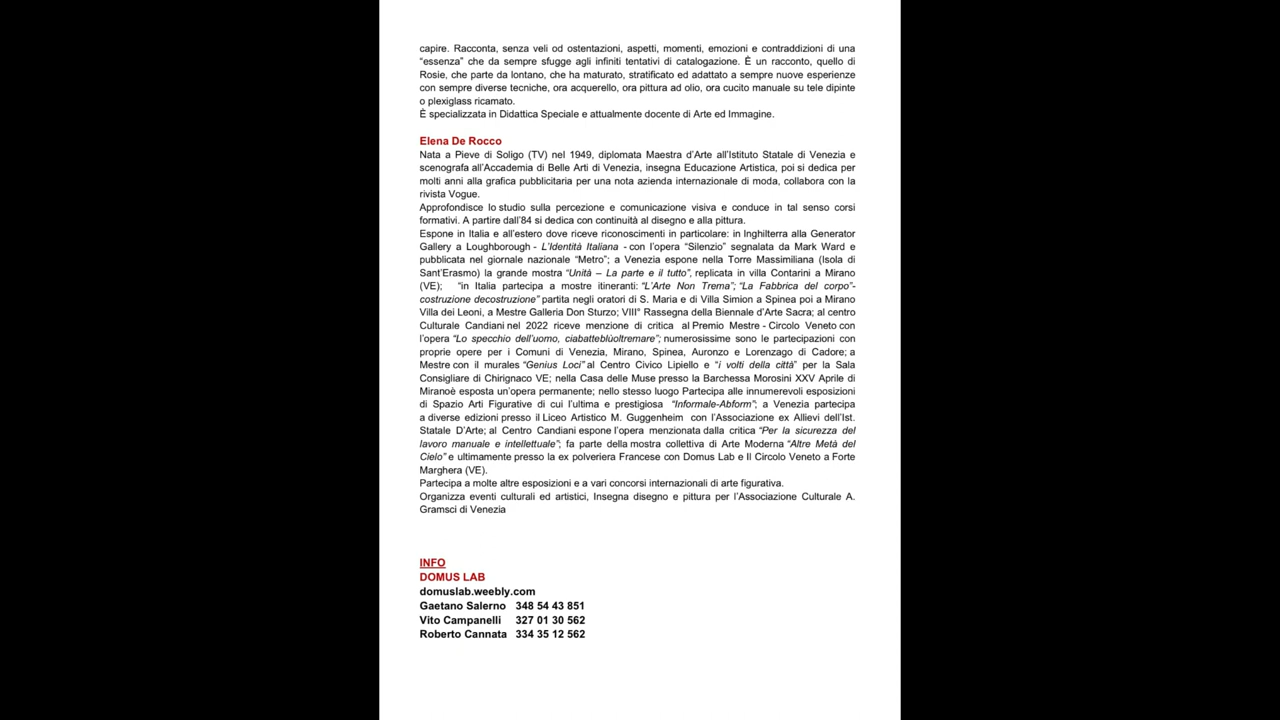 capire. Racconta, senza veli od ostentazioni, aspetti, momenti, emozioni e contraddizioni di una
“essenza” che da sempre sfugge agli infiniti tentativi di catalogazione. È un racconto, quello di
Rosie, che parte da lontano, che ha maturato, stratificato ed adattato a sempre nuove esperienze
con sempre diverse tecniche, ora acquerello, ora pittura ad olio, ora cucito manuale su tele dipinte
o plexiglass ricamato.
È specializzata in Didattica Speciale e attualmente docente di Arte ed Immagine.
Elena De Rocco
Nata a Pieve di Soligo (TV) nel 1949, diplomata Maestra d’Arte all’Istituto Statale di Venezia e
scenografa all’Accademia di Belle Arti di Venezia, insegna Educazione Artistica, poi si dedica per
molti anni alla grafica pubblicitaria per una nota azienda internazionale di moda, collabora con la
rivista Vogue.
Approfondisce lo studio sulla percezione e comunicazione visiva e conduce in tal senso corsi
formativi. A partire dall’84 si dedica con continuità al disegno e alla pittura.
Espone in Italia e all’estero dove riceve riconoscimenti in particolare: in Inghilterra alla Generator
Gallery a Loughborough - L’Identità Italiana - con l’opera “Silenzio” segnalata da Mark Ward e
pubblicata nel giornale nazionale “Metro”; a Venezia espone nella Torre Massimiliana (Isola di
Sant’Erasmo) la grande mostra “Unità – La parte e il tutto”, replicata in villa Contarini a Mirano
(VE); “in Italia partecipa a mostre itineranti: “L’Arte Non Trema”; “La Fabbrica del corpo”-
costruzione decostruzione” partita negli oratori di S. Maria e di Villa Simion a Spinea poi a Mirano
Villa dei Leoni, a Mestre Galleria Don Sturzo; VIII° Rassegna della Biennale d’Arte Sacra; al centro
Culturale Candiani nel 2022 riceve menzione di critica al Premio Mestre - Circolo Veneto con
l’opera “Lo specchio dell’uomo, ciabatteblùoltremare”; numerosissime sono le partecipazioni con
proprie opere per i Comuni di Venezia, Mirano, Spinea, Auronzo e Lorenzago di Cadore; a
Mestre con il murales “Genius Loci” al Centro Civico Lipiello e “i volti della città” per la Sala
Consigliare di Chirignaco VE; nella Casa delle Muse presso la Barchessa Morosini XXV Aprile di
Miranoè esposta un’opera permanente; nello stesso luogo Partecipa alle innumerevoli esposizioni
di Spazio Arti Figurative di cui l’ultima e prestigiosa “Informale-Abform”; a Venezia partecipa
a diverse edizioni presso il Liceo Artistico M. Guggenheim con l’Associazione ex Allievi dell’Ist.
Statale D’Arte; al Centro Candiani espone l’opera menzionata dalla critica “Per la sicurezza del
lavoro manuale e intellettuale”; fa parte della mostra collettiva di Arte Moderna “Altre Metà del
Cielo” e ultimamente presso la ex polveriera Francese con Domus Lab e Il Circolo Veneto a Forte
Marghera (VE).
Partecipa a molte altre esposizioni e a vari concorsi internazionali di arte figurativa.
Organizza eventi culturali ed artistici, Insegna disegno e pittura per l’Associazione Culturale A.
Gramsci di Venezia
INFO
DOMUS LAB
domuslab.weebly.com
Gaetano Salerno 348 54 43 851
Vito Campanelli 327 01 30 562
Roberto Cannata 334 35 12 562